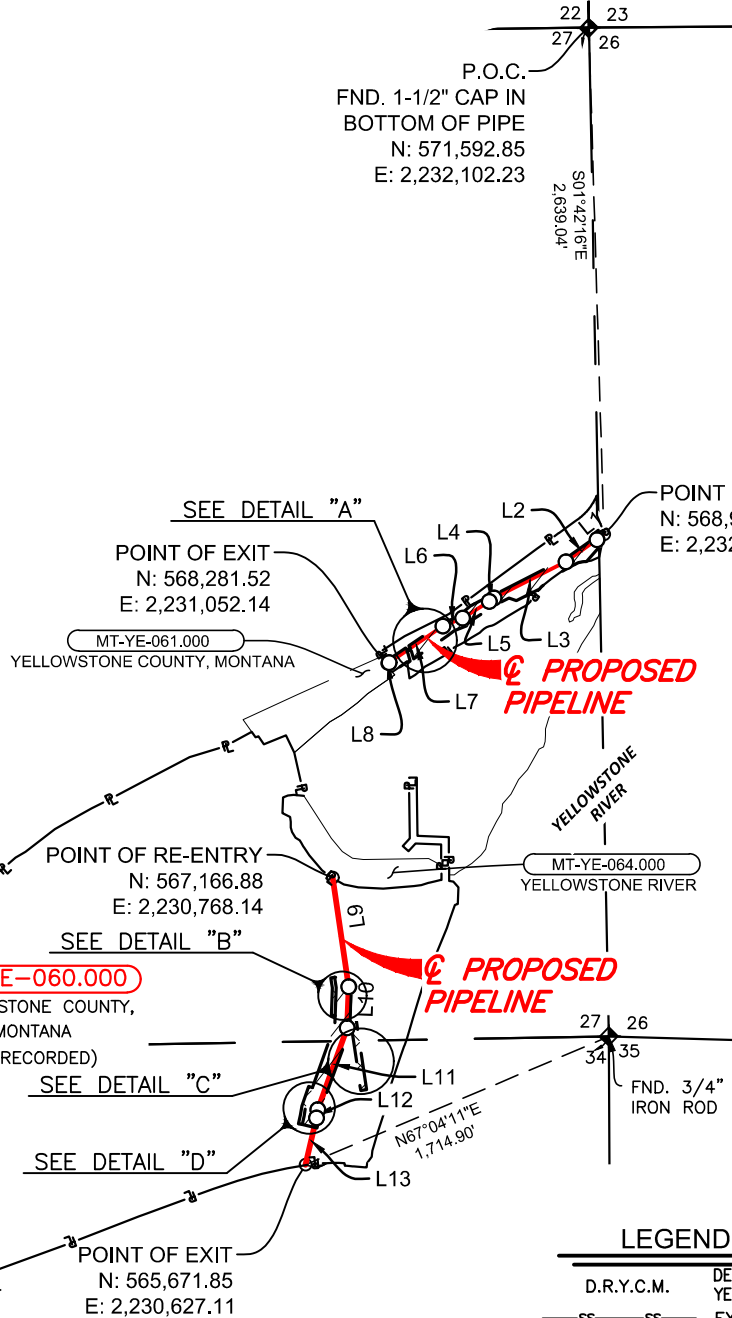 22 23
27 26
P.O.C.
FND. 1-1/2" CAP IN
BOTTOM OF PIPE
N: 571,592.85
E: 2,232,102.23
S01°42'16"E
2,639.04'
SEE DETAIL "A"
POINT OF EXIT
N: 568,281.52
E: 2,231,052.14
MT-YE-061.000
YELLOWSTONE COUNTY, MONTANA
L1
L2
L4
L6
POINT
N: 568,9
E: 2,232
L5
L3
L7
L8
℄ PROPOSED
PIPELINE
YELLOWSTONE
RIVER
POINT OF RE-ENTRY
N: 567,166.88
E: 2,230,768.14
MT-YE-064.000
YELLOWSTONE RIVER
L9
SEE DETAIL "B"
℄ PROPOSED
PIPELINE
E-060.000
STONE COUNTY,
MONTANA
RECORDED)
L10
27 26
34 35
SEE DETAIL "C"
L11
FND. 3/4"
IRON ROD
L12
N67°04'11"E
1,714.90'
SEE DETAIL "D"
L13
POINT OF EXIT
N: 565,671.85
E: 2,230,627.11
LEGEND
D.R.Y.C.M.
DE
YE
SS SS